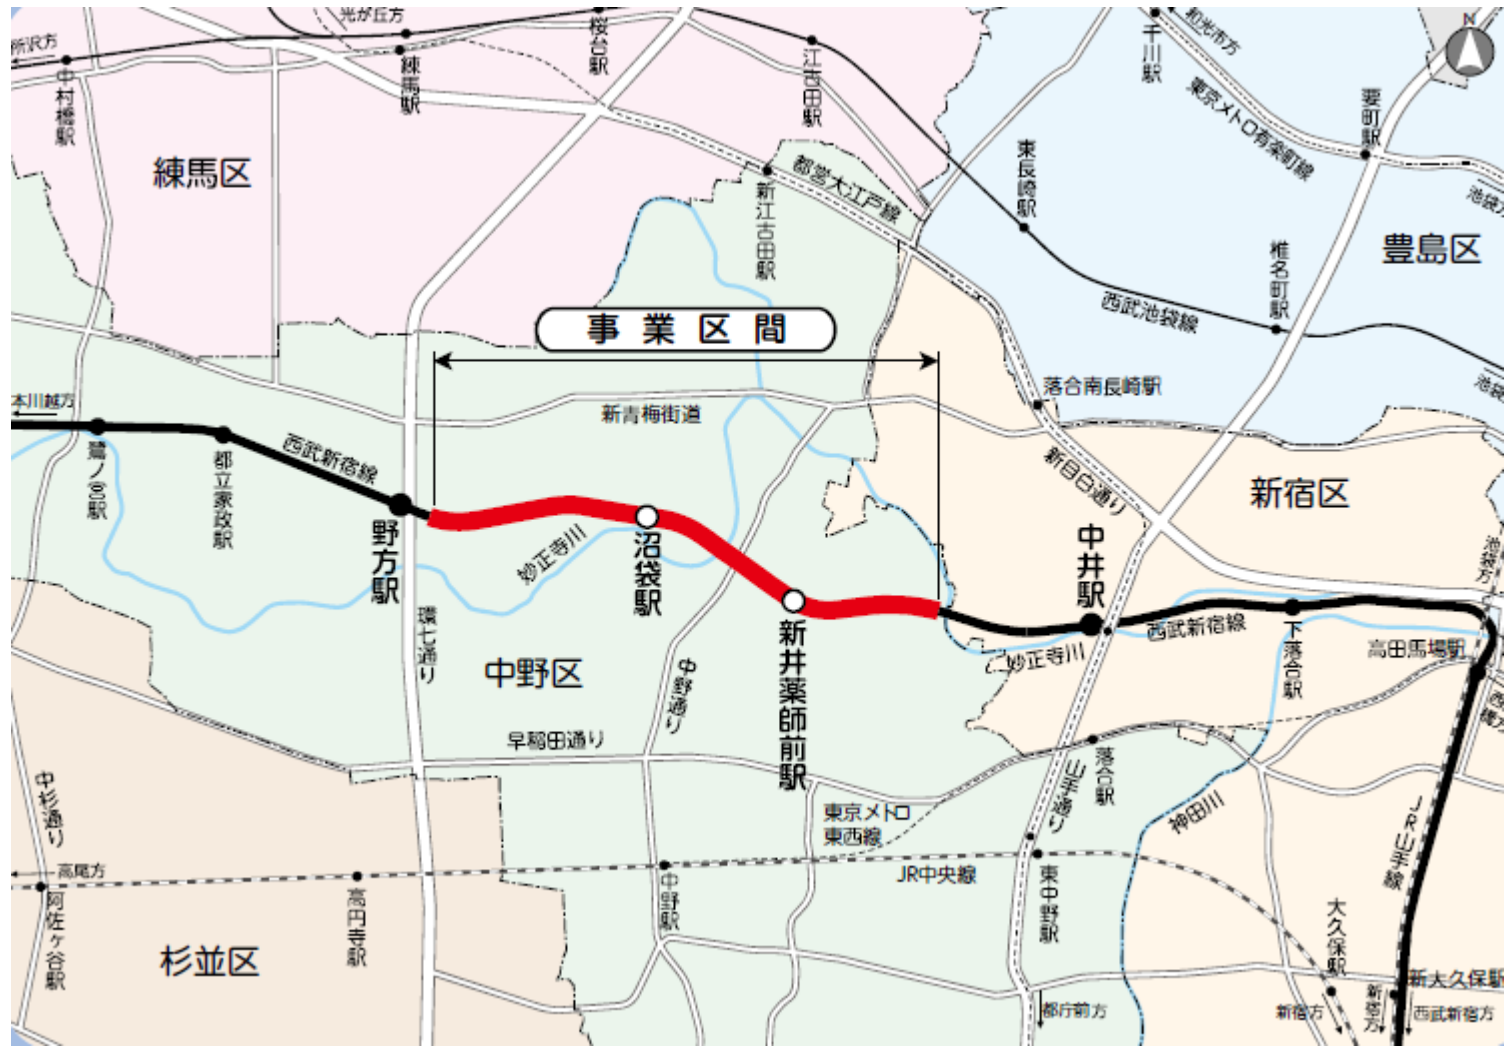 所沢方
光が丘方
中村橋駅
練馬駅
桜台駅
江古田駅
千川駅
和光市方
N
東京メトロ有楽町線
要町駅
池袋方
練馬区
新江古田駅
都営大江戸線
東長崎駅
豊島区
椎名町駅
西武池袋線
事業区間
落合南長崎駅
本川越方
新青梅街道
鷺ノ宮駅
都立家政駅
西武新宿線
新目白通り
新宿区
野方駅
妙正寺川
沼袋駅
中井駅
池袋方
環七通り
中野区
中野通り
新井薬師前駅
妙正寺川
西武新宿線
下落合駅
高田馬場駅
早稲田通り
落合駅
山手通り
中杉通り
東京メトロ
東西線
神田川
JR山手線
高尾方
阿佐ヶ谷駅
高円寺駅
中野駅
JR中央線
東中野駅
大久保駅
杉並区
新大久保駅
都庁前方
新宿方
新宿方
西武新宿方